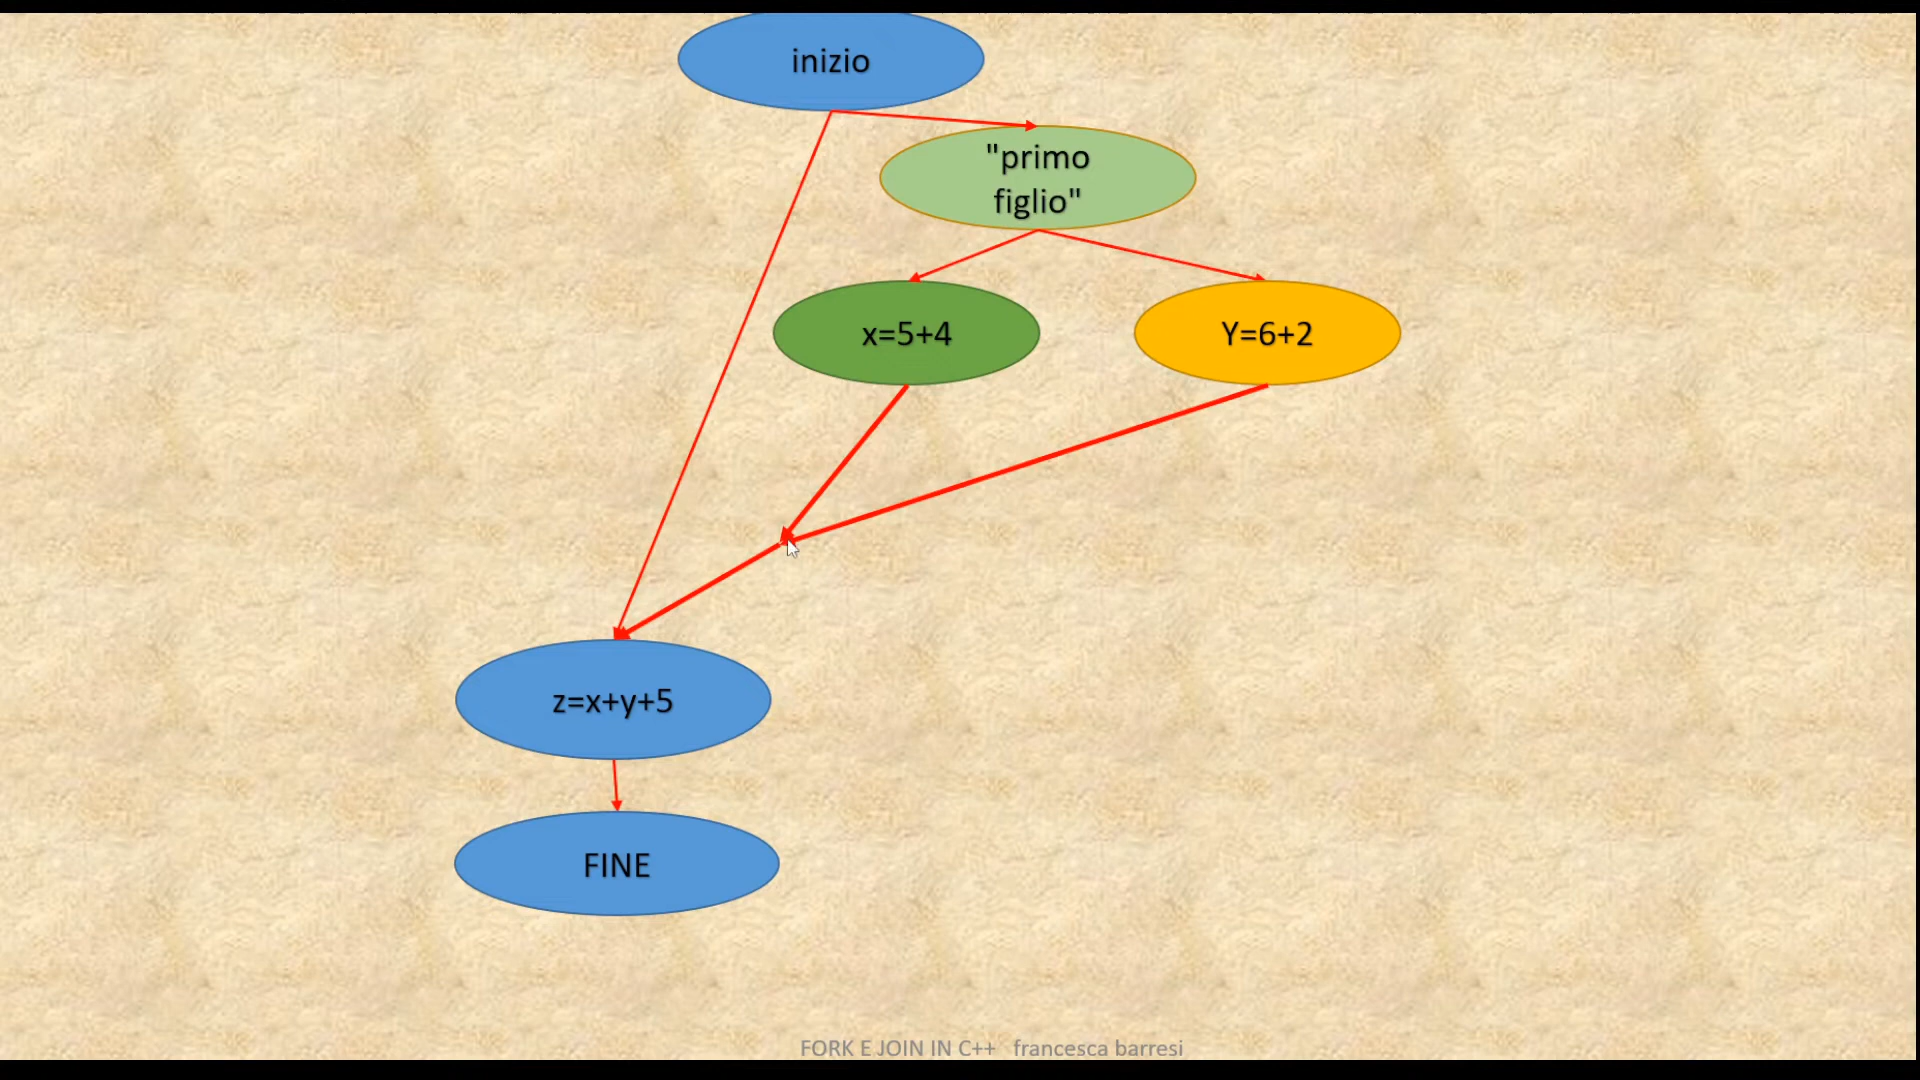 inizio
"primo
figlio"
x=5+4
Y=6+2
z=x+y+5
FINE
FORK E JOIN IN C++ francesca barresi